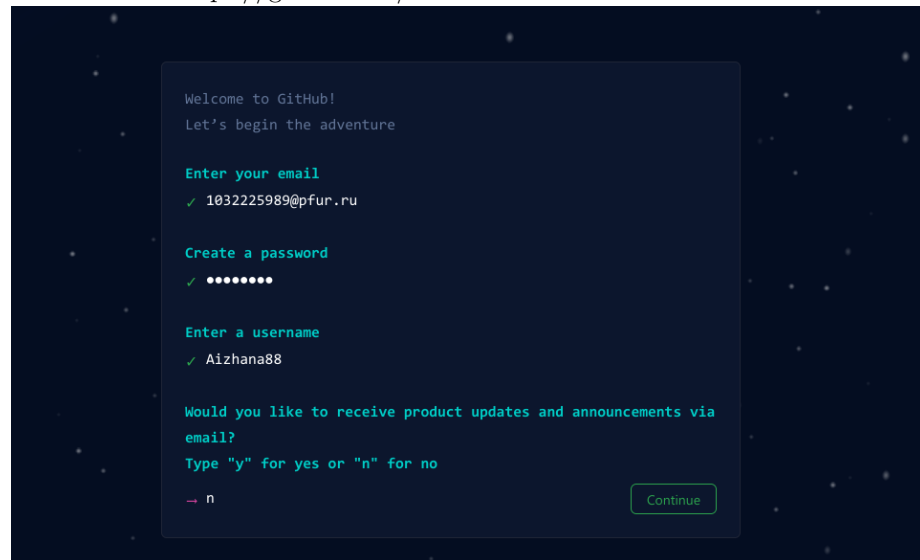 Welcome to GitHub!
Let’s begin the adventure
Enter your email
✓ 1032225989@pfur.ru
Create a password
✓ ●●●●●●●●
Enter a username
✓ Aizhana88
Would you like to receive product updates and announcements via
email?
Type "y" for yes or "n" for no
→ n
Continue